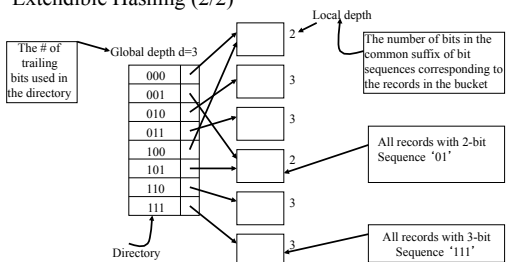 Extendible Hashing (2/2)
Local depth
2
The # of
trailing
bits used in
the directory
Global depth d=3
The number of bits in the
common suffix of bit
sequences corresponding to
the records in the bucket
000
001
010
011
100
101
110
111
3
3
2
3
3
All records with 2-bit
Sequence ‘01’
All records with 3-bit
Sequence ‘111’
Directory